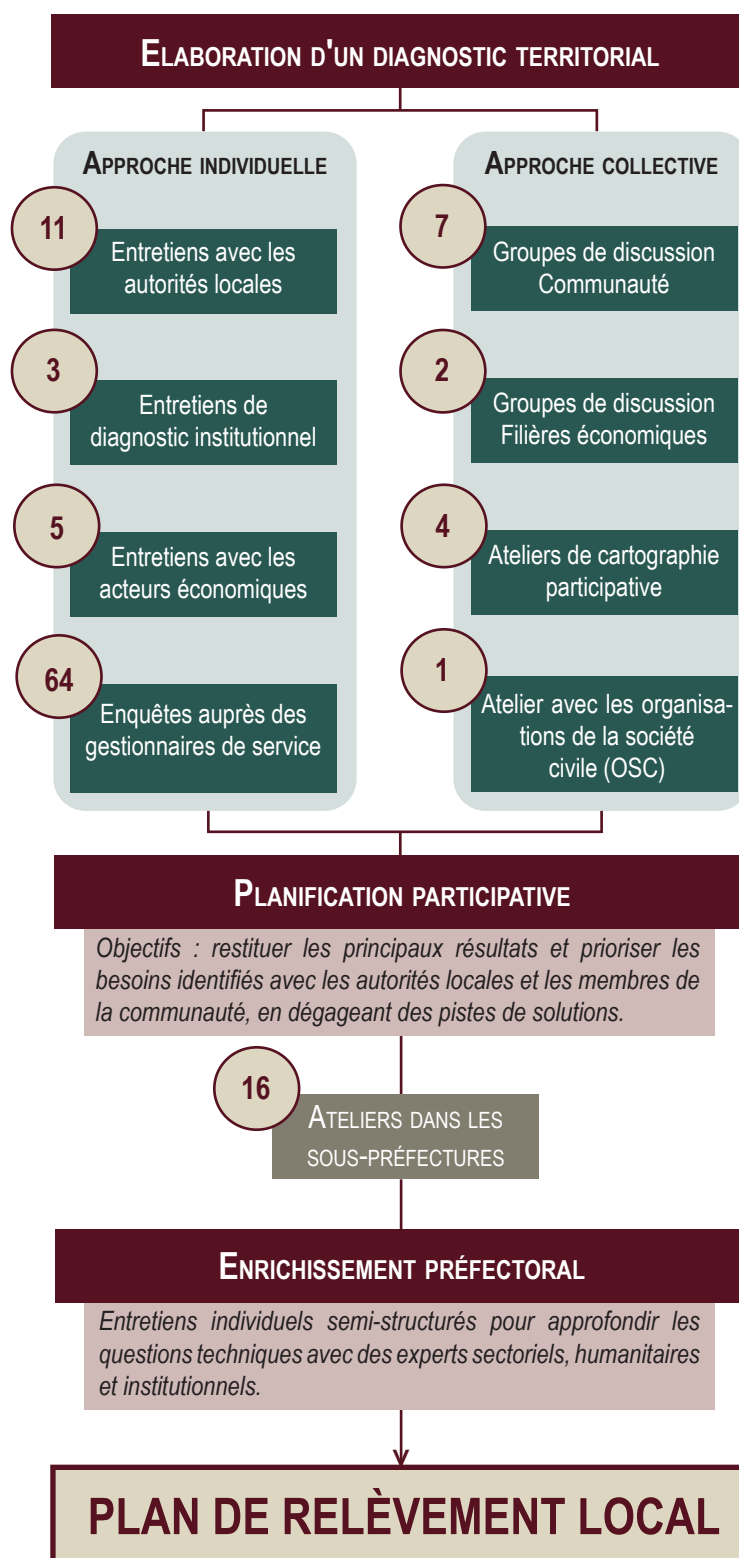 ELABORATION D'UN DIAGNOSTIC TERRITORIAL
APPROCHE INDIVIDUELLE
11
Entretiens avec les
autorités locales
3
Entretiens de
diagnostic institutionnel
5
Entretiens avec les
acteurs économiques
64
Enquêtes auprès des
gestionnaires de service
APPROCHE COLLECTIVE
7
Groupes de discussion
Communauté
2
Groupes de discussion
Filières économiques
4
Ateliers de cartographie
participative
1
Atelier avec les organisa-
tions de la société
civile (OSC)
PLANIFICATION PARTICIPATIVE
Objectifs : restituer les principaux résultats et prioriser les
besoins identifiés avec les autorités locales et les membres de
la communauté, en dégageant des pistes de solutions.
16
ATELIERS DANS LES
SOUS-PRÉFECTURES
ENRICHISSEMENT PRÉFECTORAL
Entretiens individuels semi-structurés pour approfondir les
questions techniques avec des experts sectoriels, humanitaires
et institutionnels.
PLAN DE RELÈVEMENT LOCAL